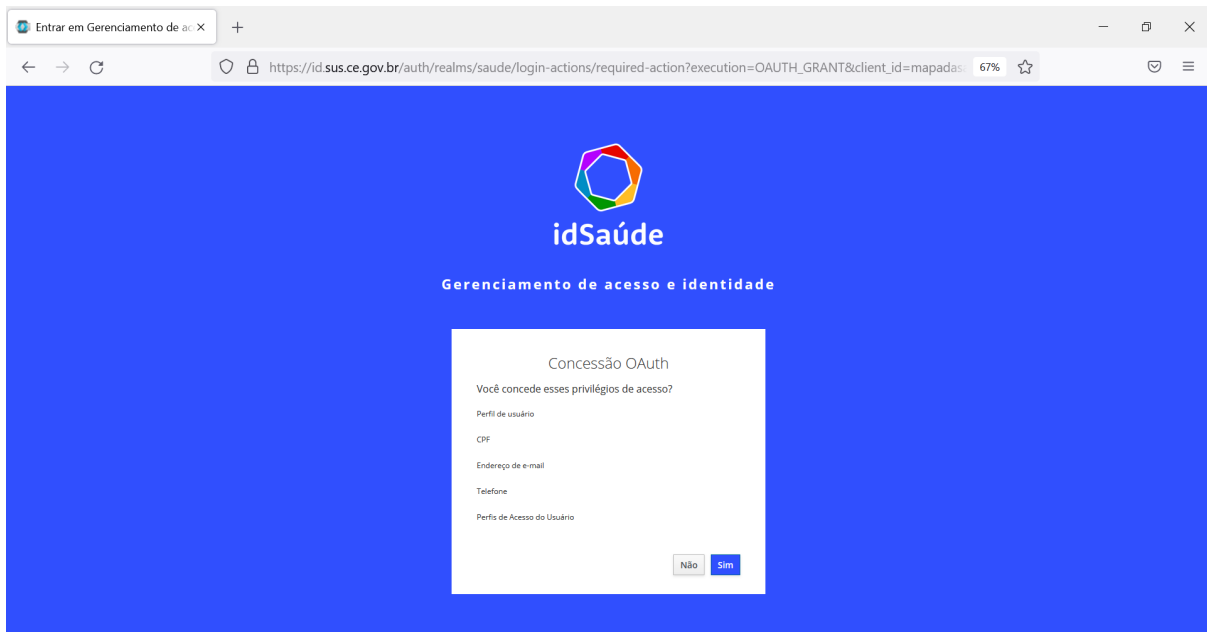 Entrar em Gerenciamento de ac
https://id.sus.ce.gov.br/auth/realms/saude/login-actions/required-action?execution=OAUTH_GRANT&client_id=mapadas
67%
idSaúde
Gerenciamento de acesso e identidade
Concessão OAuth
Você concede esses privilégios de acesso?
Perfil de usuário
CPF
Endereço de e-mail
Telefone
Perfis de Acesso do Usuário
Não Sim